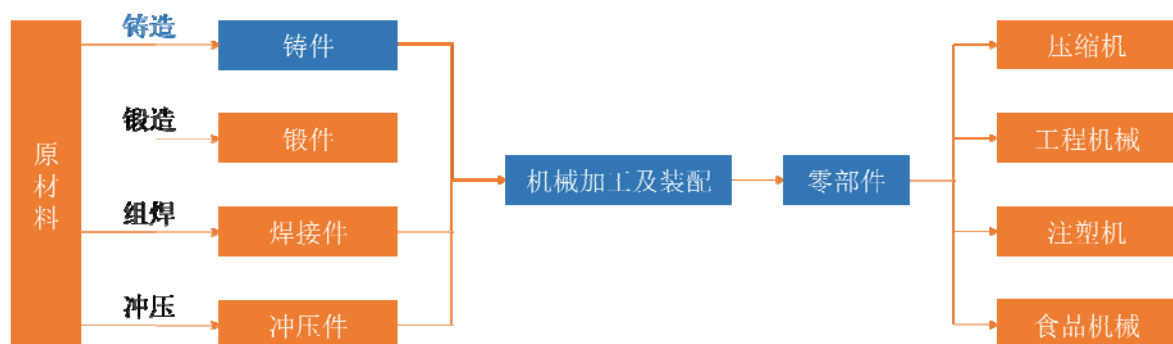 原材料
铸造
铸件
锻造
锻件
组焊
焊接件
冲压
冲压件
机械加工及装配
零部件
压缩机
工程机械
注塑机
食品机械